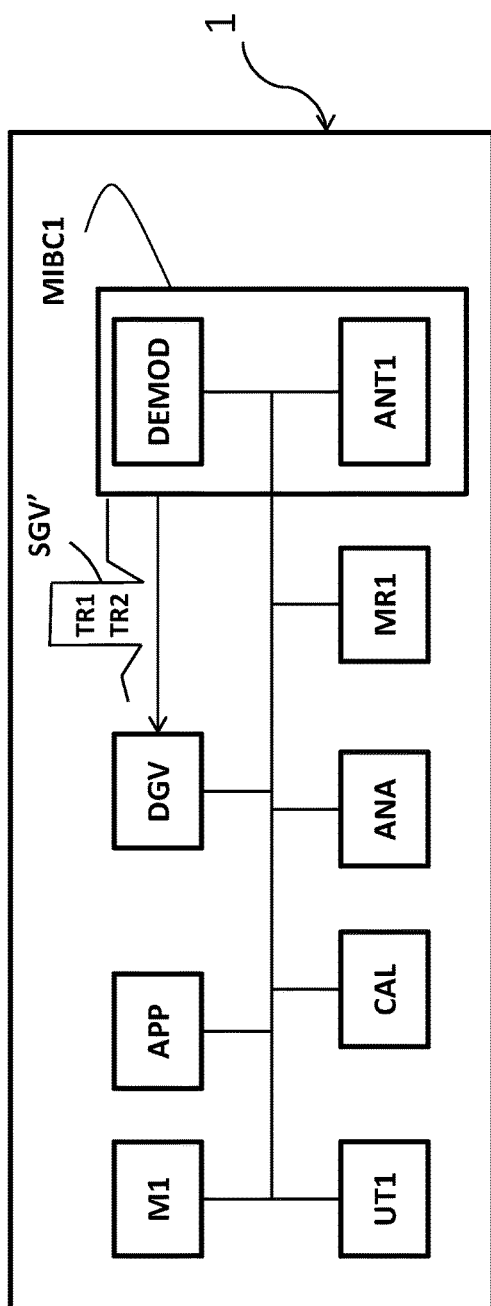 1
MIBC1
SGV'
TR1
TR2
M1
APP
DGV
DEMOD
UT1
CAL
ANA
MR1
ANT1